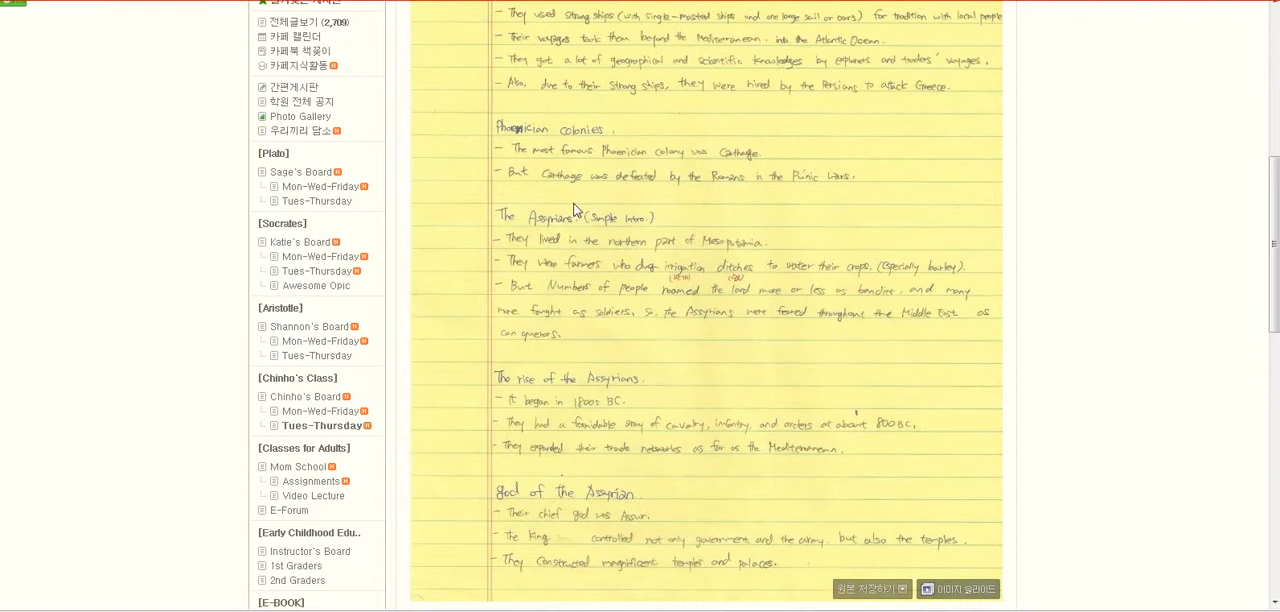 전체글보기 (2,709)
카페 캘린더
카페북 책꽂이
카페지식활동
간편게시판
학원 전체 공지
Photo Gallery
우리끼리 담소
[Plato]
Sage's Board
Mon-Wed-Friday
Tues-Thursday
[Socrates]
Katie's Board
Mon-Wed-Friday
Tues-Thursday
Awesome Opic
[Aristotle]
Shannon's Board
Mon-Wed-Friday
Tues-Thursday
[Chinho's Class]
Chinho's Board
Mon-Wed-Friday
Tues-Thursday
[Classes for Adults]
Mom School
Assignments
Video Lecture
E-Forum
[Early Childhood Edu..
Instructor's Board
1st Graders
2nd Graders
[E-BOOK]
- They used strong ships (with single-masted ships and one large sail or oars) for tradition with local people
- Their voyages took them beyond the Mediterranean. into the Atlantic Ocean.
- They got a lot of geographical and scientific knowledges by explorers and traders' voyages.
- Also, due to their strong ships, they were hired by the Persians to attack Greece.
Phoenician colonies.
- The most famous Phoenician colony was Carthage.
- But Carthage was defeated by the Romans in the Punic Wars.
The Assyrians. (Simple Intro.)
- They lived in the northern part of Mesopotamia.
- They were farmers who dug irrigation ditches to water their crops. (Especially barley).
- But Numbers of people roamed the land more or less as bandits, and many
more fought as soldiers. So, the Assyrians were feared throughout the Middle East as
conquerors.
The rise of the Assyrians.
- It began in 1800s BC.
- They had a formidable army of cavalry, infantry, and archers at about 800 BC.
- They expanded their trade networks as far as the Mediterranean.
god of the Assyrian.
- Their chief god was Assur.
- The King controlled not only government and the army, but also the temples.
- They constructed magnificent temples and palaces.
원본 저장하기
이미지 슬라이드